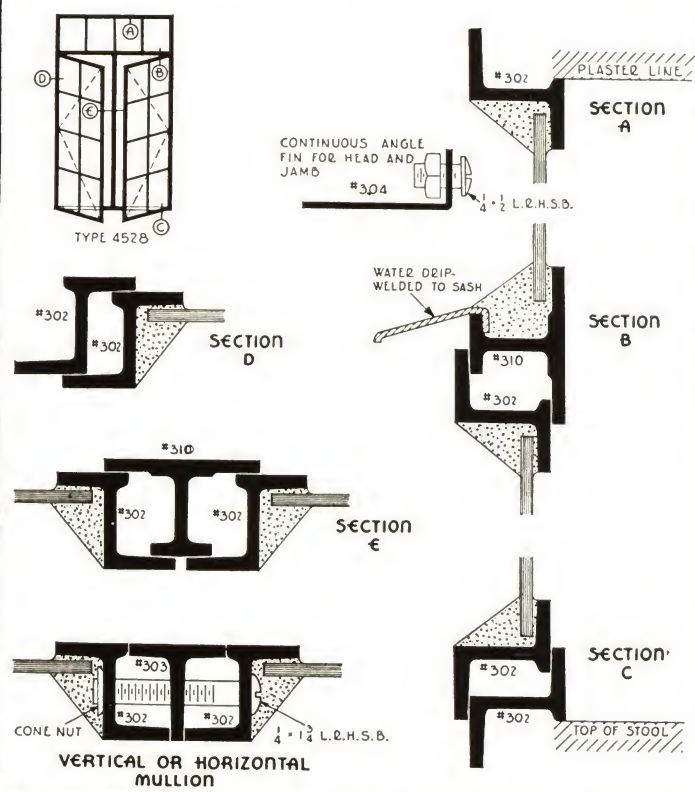 A
B
D
E
C
TYPE 4528
#302
PLASTER LINE
SECTION
A
CONTINUOUS ANGLE
FIN FOR HEAD AND
JAMB
#304
1/4 × 1/2 L.R.H.S.B.
WATER DRIP-
WELDED TO SASH
#310
#302
SECTION
B
#302
#302
SECTION
D
#310
#302
#302
SECTION
E
#302
#302
SECTION
C
TOP OF STOOL
#303
#302
#302
CONE NUT
1/4 × 1 3/4 L.R.H.S.B.
VERTICAL OR HORIZONTAL
MULLION